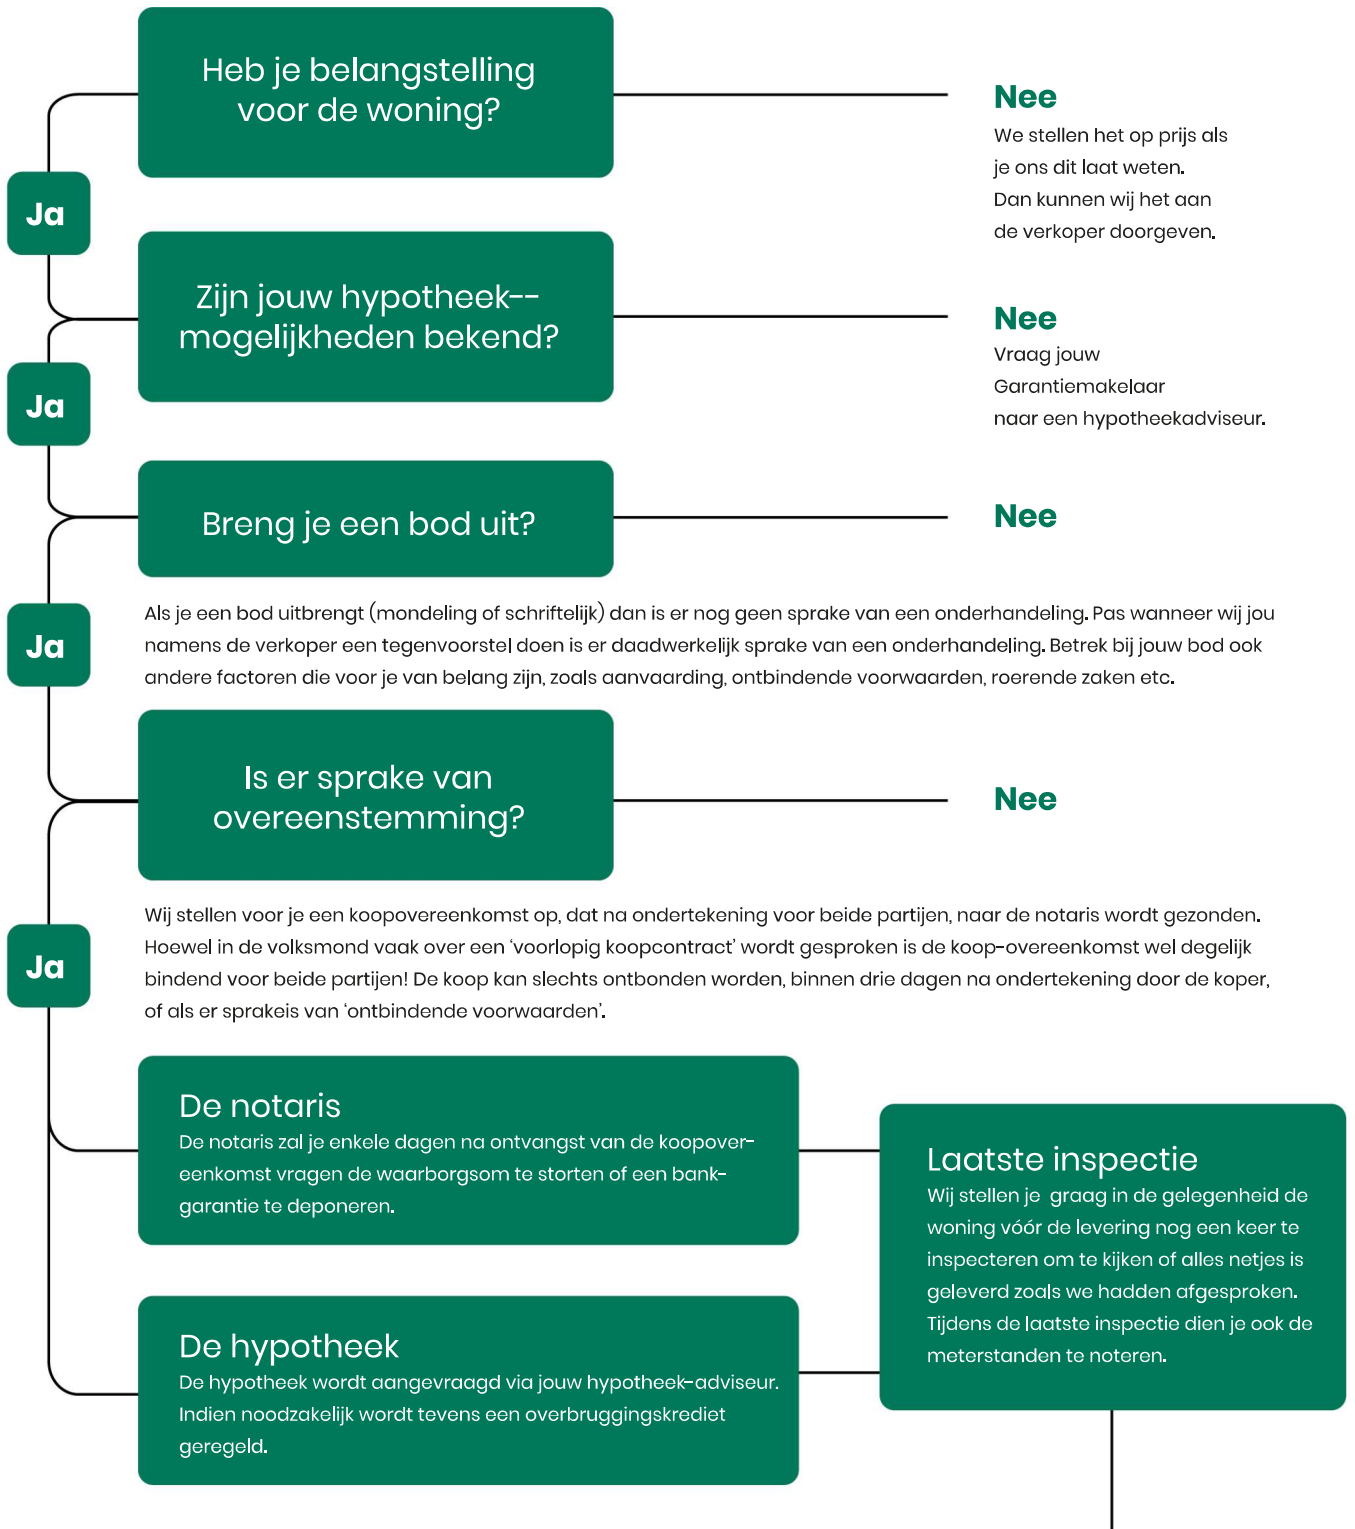 Heb je belangstelling
voor de woning?
Nee
We stellen het op prijs als
je ons dit laat weten.
Dan kunnen wij het aan
de verkoper doorgeven.
Ja
Zijn jouw hypotheek--
mogelijkheden bekend?
Nee
Vraag jouw
Garantiemakelaar
naar een hypotheekadviseur.
Ja
Breng je een bod uit?
Nee
Ja
Als je een bod uitbrengt (mondeling of schriftelijk) dan is er nog geen sprake van een onderhandeling. Pas wanneer wij jou
namens de verkoper een tegenvoorstel doen is er daadwerkelijk sprake van een onderhandeling. Betrek bij jouw bod ook
andere factoren die voor je van belang zijn, zoals aanvaarding, ontbindende voorwaarden, roerende zaken etc.
Is er sprake van
overeenstemming?
Nee
Ja
Wij stellen voor je een koopovereenkomst op, dat na ondertekening voor beide partijen, naar de notaris wordt gezonden.
Hoewel in de volksmond vaak over een ‘voorlopig koopcontract’ wordt gesproken is de koop-overeenkomst wel degelijk
bindend voor beide partijen! De koop kan slechts ontbonden worden, binnen drie dagen na ondertekening door de koper,
of als er sprakeis van ‘ontbindende voorwaarden’.
De notaris
De notaris zal je enkele dagen na ontvangst van de koopover-
eenkomst vragen de waarborgsom te storten of een bank-
garantie te deponeren.
Laatste inspectie
Wij stellen je graag in de gelegenheid de
woning vóór de levering nog een keer te
inspecteren om te kijken of alles netjes is
geleverd zoals we hadden afgesproken.
Tijdens de laatste inspectie dien je ook de
meterstanden te noteren.
De hypotheek
De hypotheek wordt aangevraagd via jouw hypotheek-adviseur.
Indien noodzakelijk wordt tevens een overbruggingskrediet
geregeld.